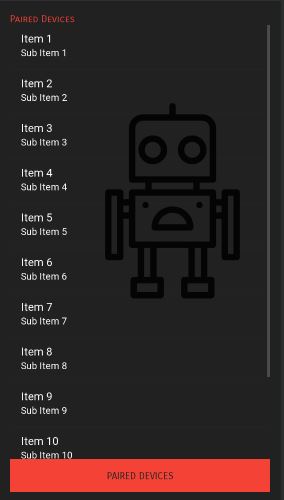 Paired Devices
Item 1
Sub Item 1
Item 2
Sub Item 2
Item 3
Sub Item 3
Item 4
Sub Item 4
Item 5
Sub Item 5
Item 6
Sub Item 6
Item 7
Sub Item 7
Item 8
Sub Item 8
Item 9
Sub Item 9
Item 10
Sub Item 10
PAIRED DEVICES